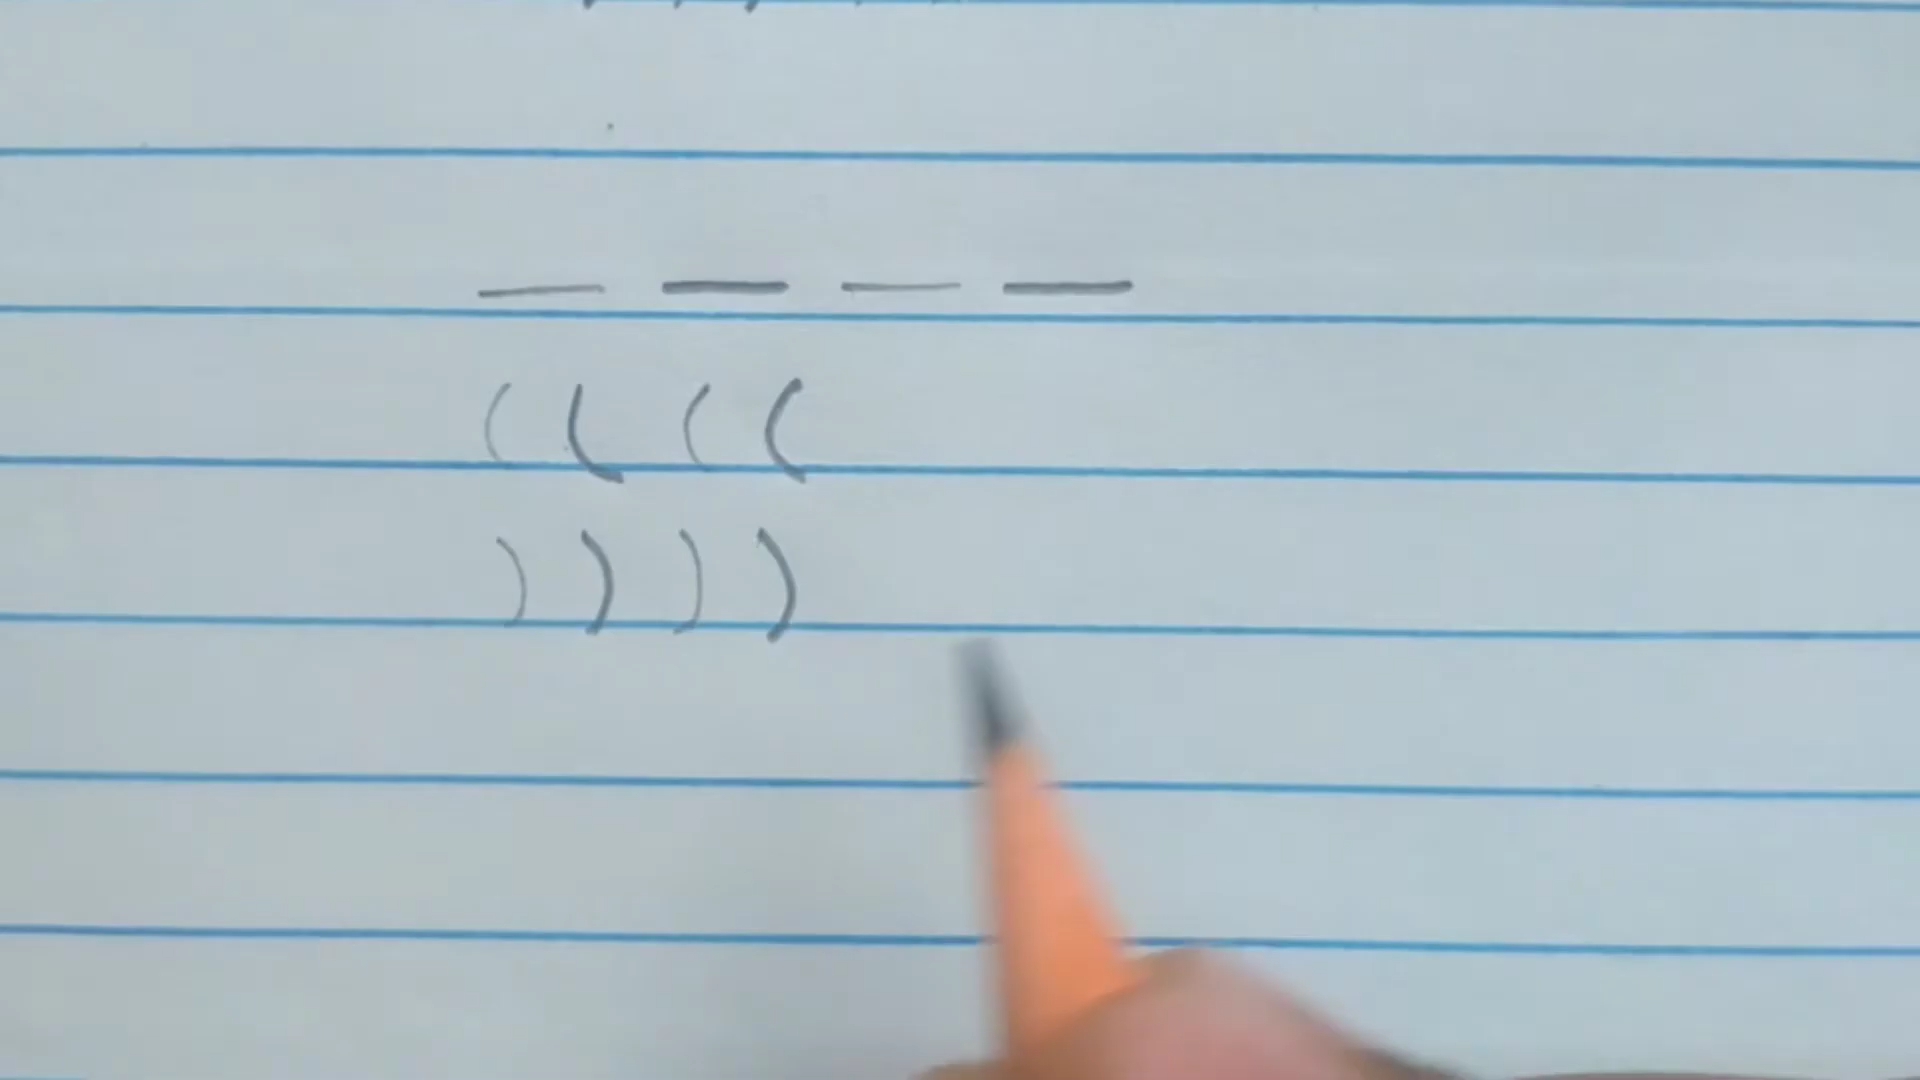 — — — —
( ( ( (
) ) ) )